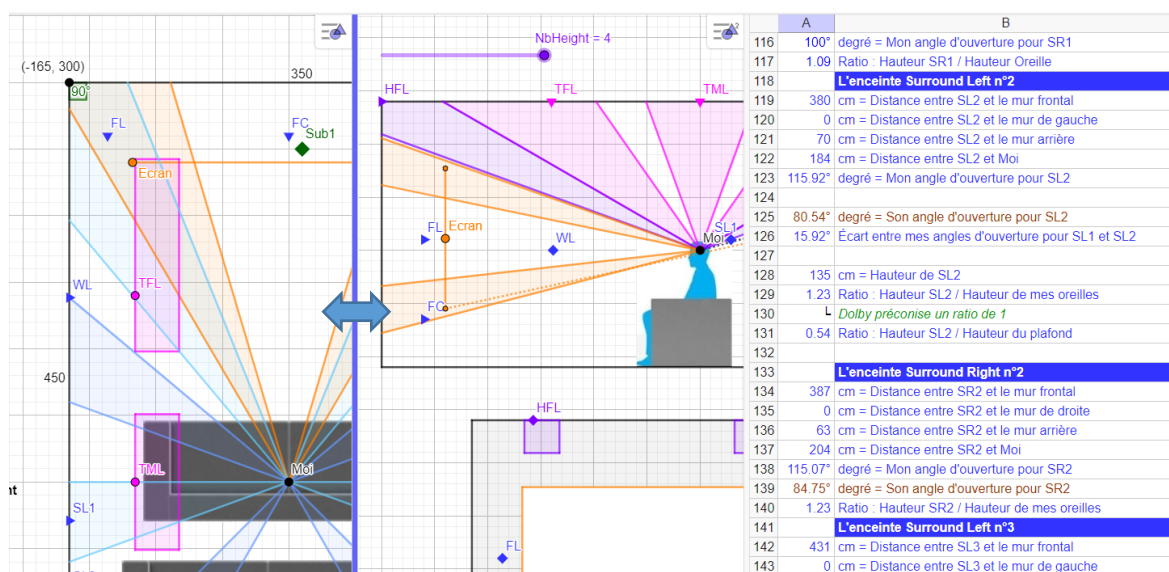 (-165, 300)
350
90°
FL
FC
Sub1
Ecran
WL
TFL
450
TML
Moi
SL1
nt
NbHeight = 4
HFL
TFL
TML
FL
Ecran
WL
SL1
Moi
FC
HFL
FL
A B
116 100° degré = Mon angle d'ouverture pour SR1
117 1.09 Ratio : Hauteur SR1 / Hauteur Oreille
118 L'enceinte Surround Left n°2
119 380 cm = Distance entre SL2 et le mur frontal
120 0 cm = Distance entre SL2 et le mur de gauche
121 70 cm = Distance entre SL2 et le mur arrière
122 184 cm = Distance entre SL2 et Moi
123 115.92° degré = Mon angle d'ouverture pour SL2
124
125 80.54° degré = Son angle d'ouverture pour SL2
126 15.92° Écart entre mes angles d'ouverture pour SL1 et SL2
127
128 135 cm = Hauteur de SL2
129 1.23 Ratio : Hauteur SL2 / Hauteur de mes oreilles
130 ┗ Dolby préconise un ratio de 1
131 0.54 Ratio : Hauteur SL2 / Hauteur du plafond
132
133 L'enceinte Surround Right n°2
134 387 cm = Distance entre SR2 et le mur frontal
135 0 cm = Distance entre SR2 et le mur de droite
136 63 cm = Distance entre SR2 et le mur arrière
137 204 cm = Distance entre SR2 et Moi
138 115.07° degré = Mon angle d'ouverture pour SR2
139 84.75° degré = Son angle d'ouverture pour SR2
140 1.23 Ratio : Hauteur SR2 / Hauteur de mes oreilles
141 L'enceinte Surround Left n°3
142 431 cm = Distance entre SL3 et le mur frontal
143 0 cm = Distance entre SL3 et le mur de gauche